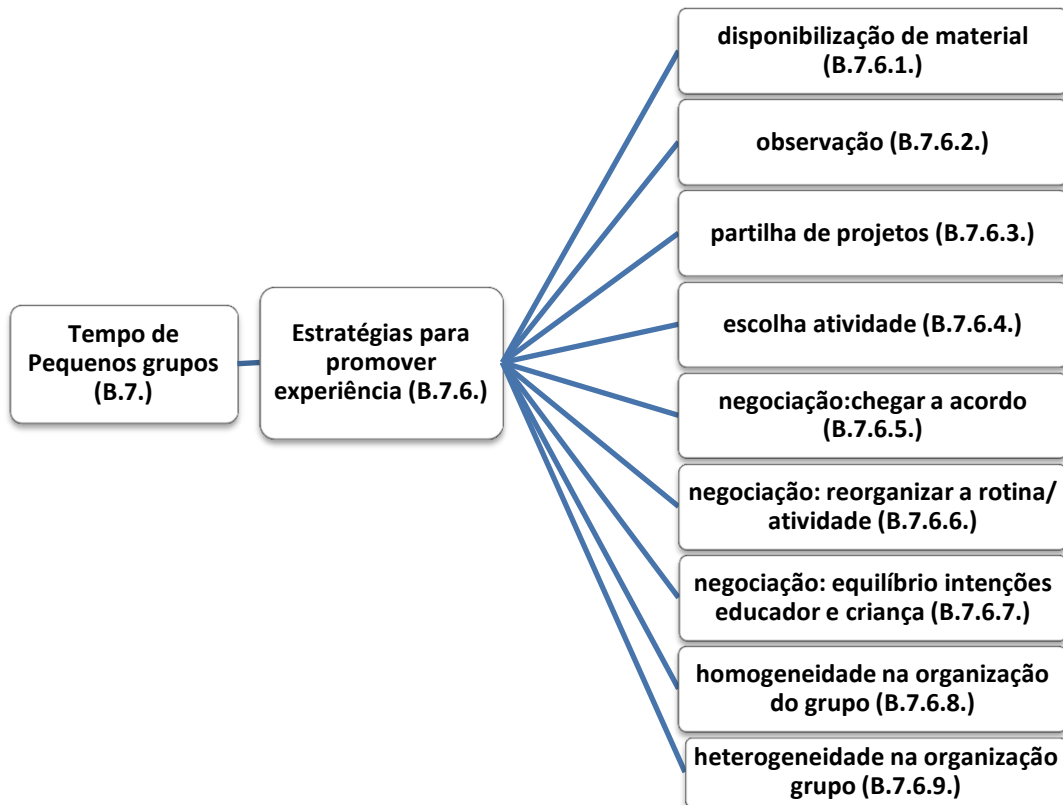 disponibilização de material
(B.7.6.1.)
observação (B.7.6.2.)
partilha de projetos (B.7.6.3.)
escolha atividade (B.7.6.4.)
Tempo de
Pequenos grupos
(B.7.)
Estratégias para
promover
experiência (B.7.6.)
negociação:chegar a acordo
(B.7.6.5.)
negociação: reorganizar a rotina/
atividade (B.7.6.6.)
negociação: equilíbrio intenções
educador e criança (B.7.6.7.)
homogeneidade na organização
do grupo (B.7.6.8.)
heterogeneidade na organização
grupo (B.7.6.9.)